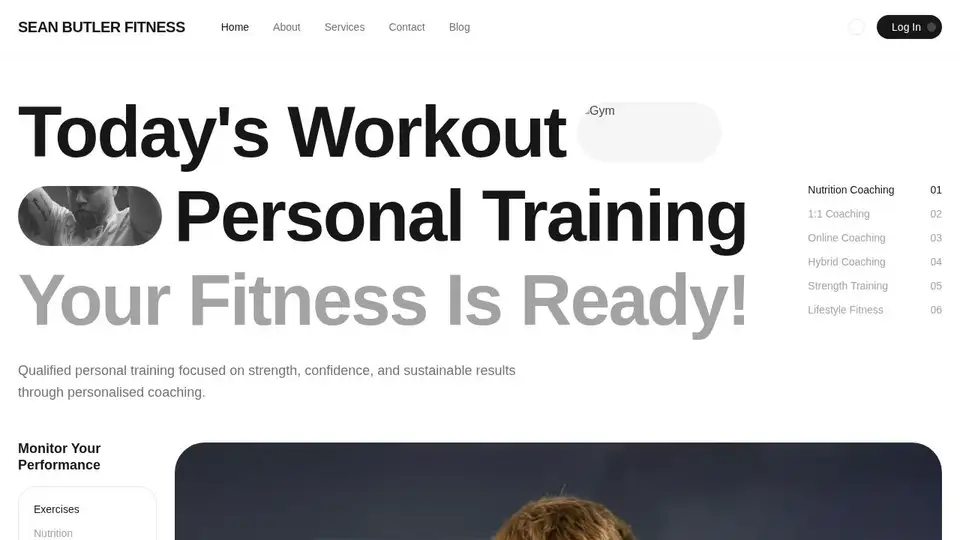 SEAN BUTLER FITNESS
Home
About
Services
Contact
Blog
Log In
Today's Workout
Gym
Personal Training
Your Fitness Is Ready!
Nutrition Coaching 01
1:1 Coaching 02
Online Coaching 03
Hybrid Coaching 04
Strength Training 05
Lifestyle Fitness 06
Qualified personal training focused on strength, confidence, and sustainable results
through personalised coaching.
Monitor Your
Performance
Exercises
Nutrition